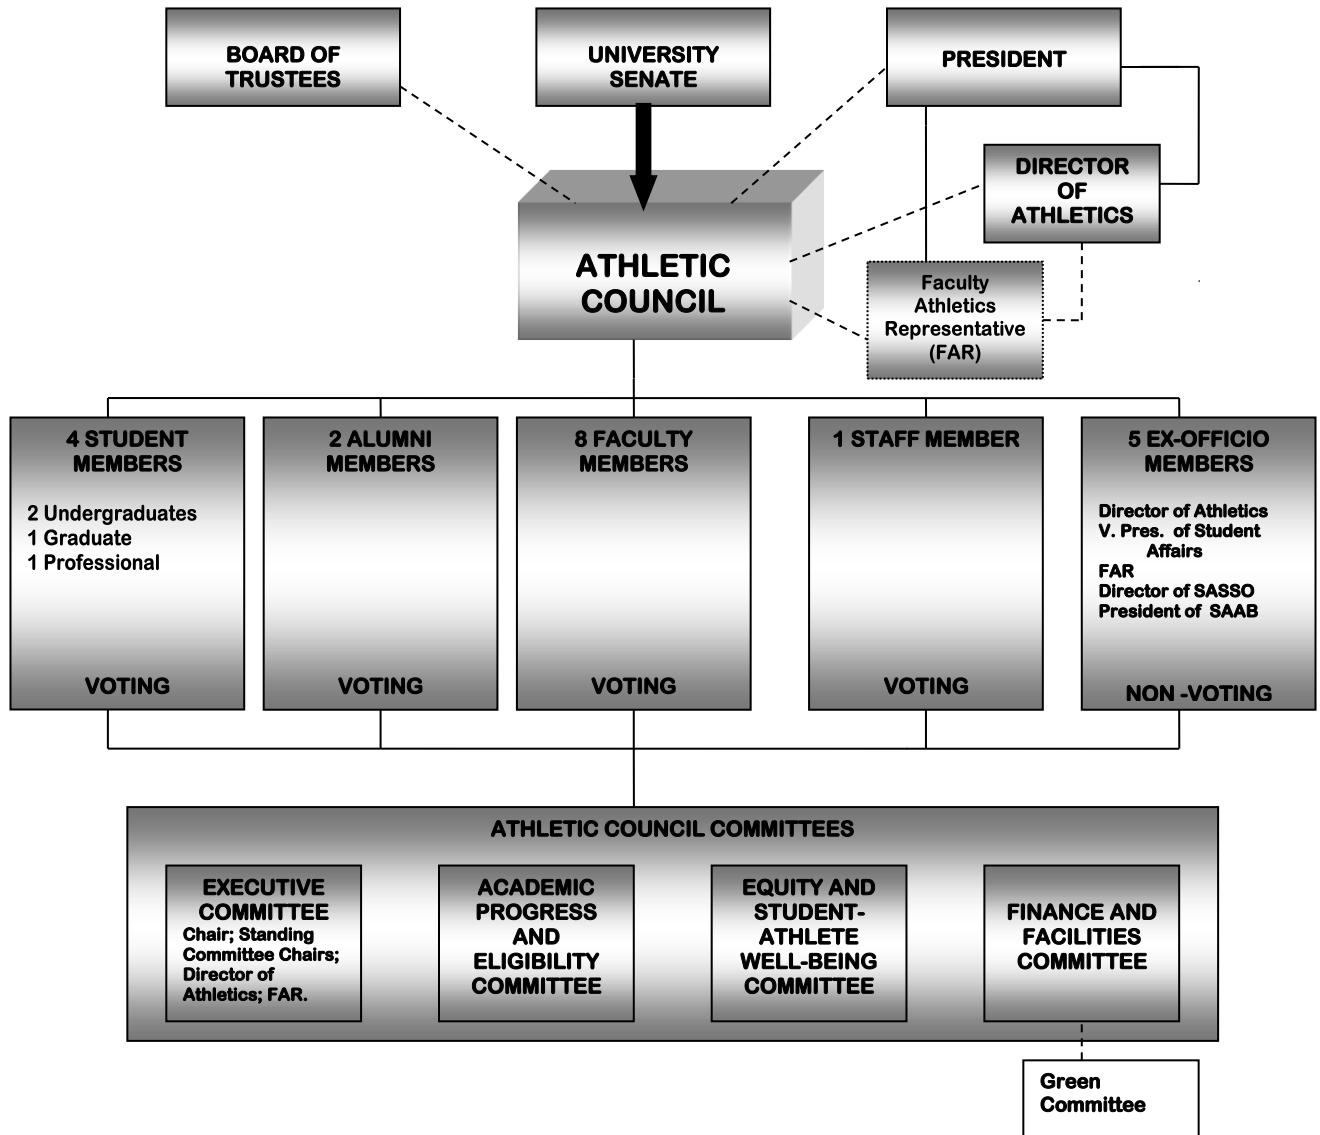 BOARD OF
TRUSTEES
UNIVERSITY
SENATE
PRESIDENT
DIRECTOR
OF
ATHLETICS
ATHLETIC
COUNCIL
Faculty
Athletics
Representative
(FAR)
4 STUDENT
MEMBERS
2 Undergraduates
1 Graduate
1 Professional
VOTING
2 ALUMNI
MEMBERS
VOTING
8 FACULTY
MEMBERS
VOTING
1 STAFF MEMBER
VOTING
5 EX-OFFICIO
MEMBERS
Director of Athletics
V. Pres. of Student
Affairs
FAR
Director of SASSO
President of SAAB
NON -VOTING
ATHLETIC COUNCIL COMMITTEES
EXECUTIVE
COMMITTEE
Chair; Standing
Committee Chairs;
Director of
Athletics; FAR.
ACADEMIC
PROGRESS
AND
ELIGIBILITY
COMMITTEE
EQUITY AND
STUDENT-
ATHLETE
WELL-BEING
COMMITTEE
FINANCE AND
FACILITIES
COMMITTEE
Green
Committee